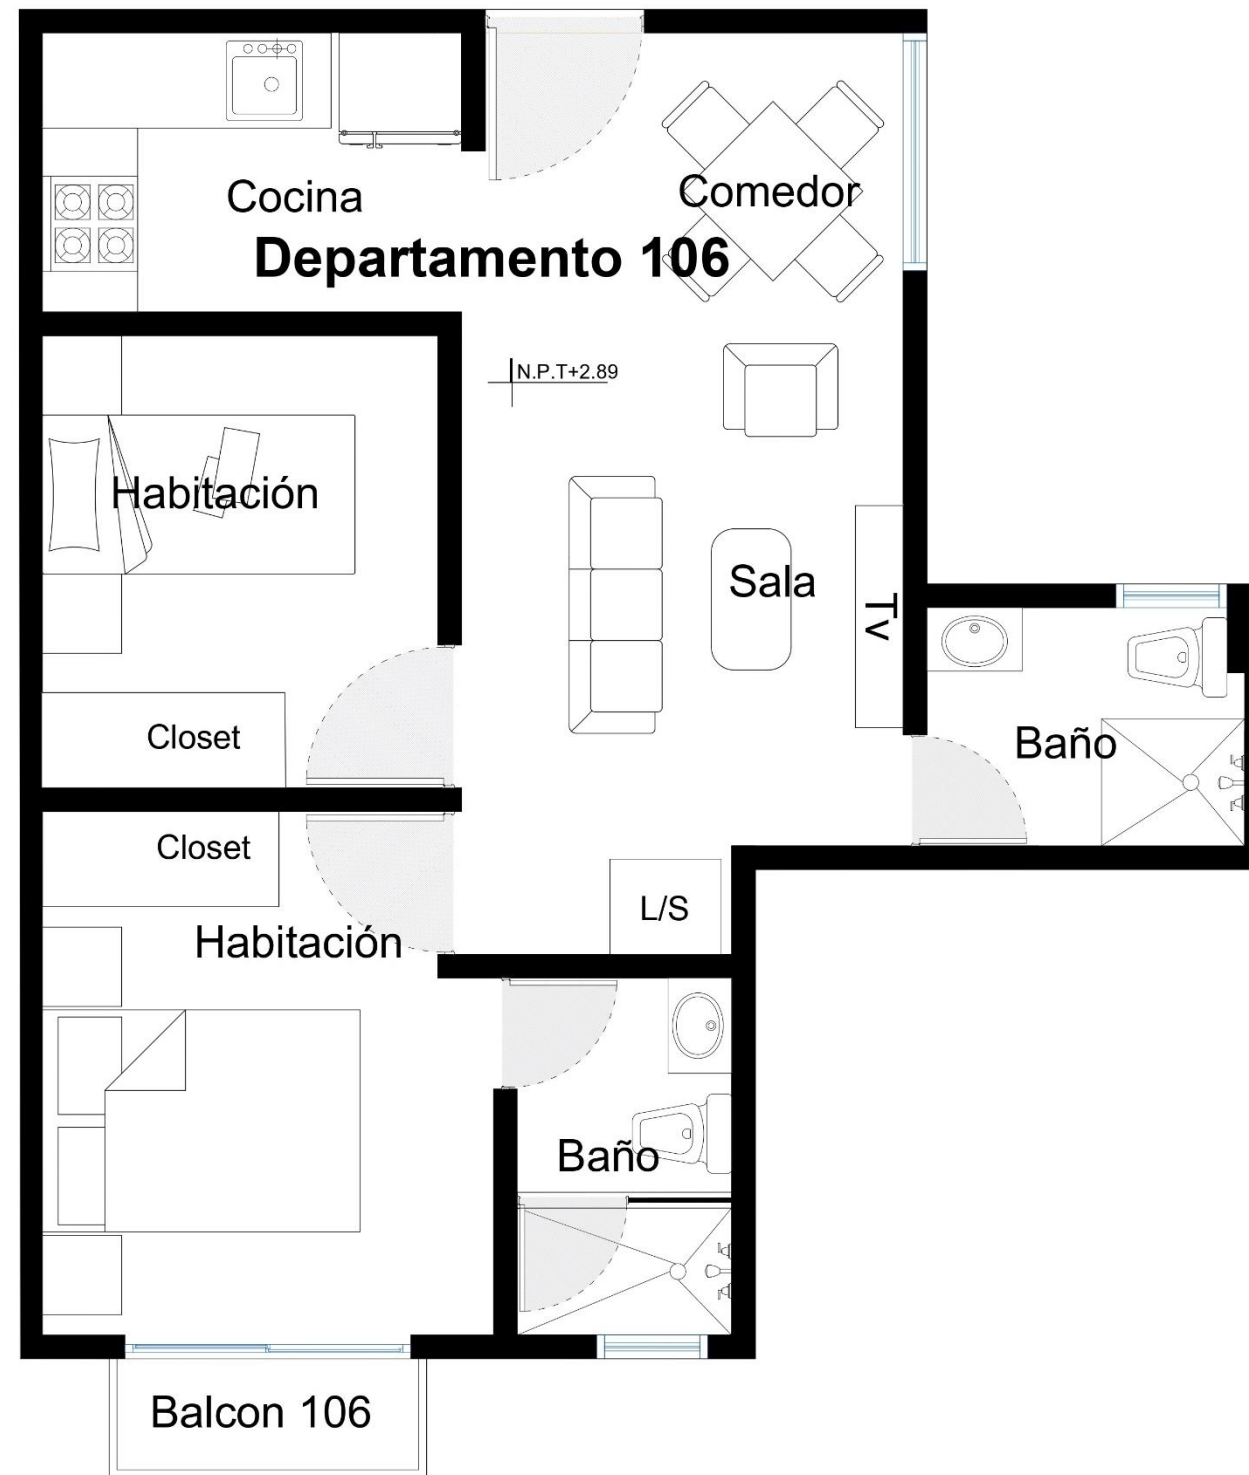 Cocina
Comedor
Departamento 106
N.P.T+2.89
Habitación
Sala
Tv
Closet
Baño
Closet
L/S
Habitación
Baño
Balcon 106